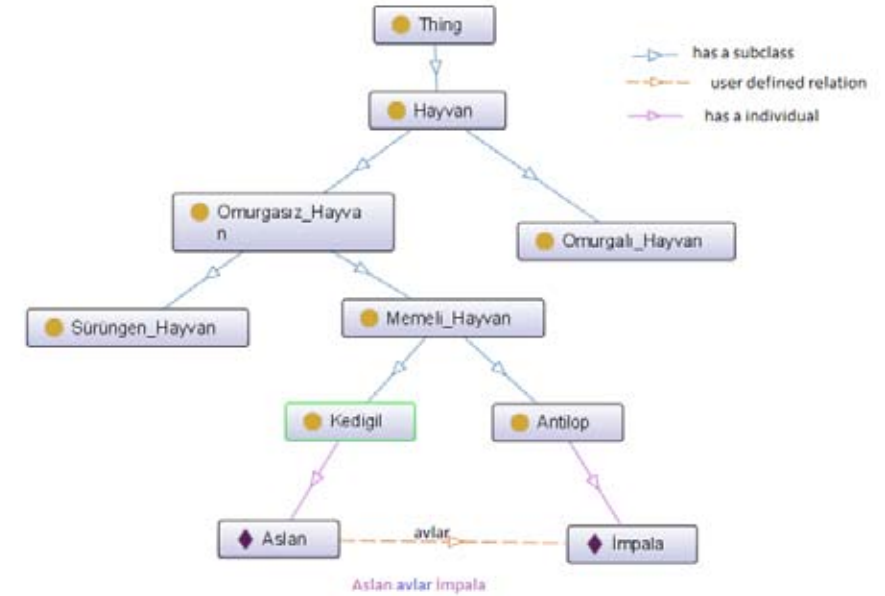 Thing
has a subclass
user defined relation
has a individual
Hayvan
Omurgasız_Hayva
n
Omurgalı_Hayvan
Sürüngen_Hayvan
Memeli_Hayvan
Kedigil
Antilop
Aslan
avlar
İmpala
Aslan avlar İmpala